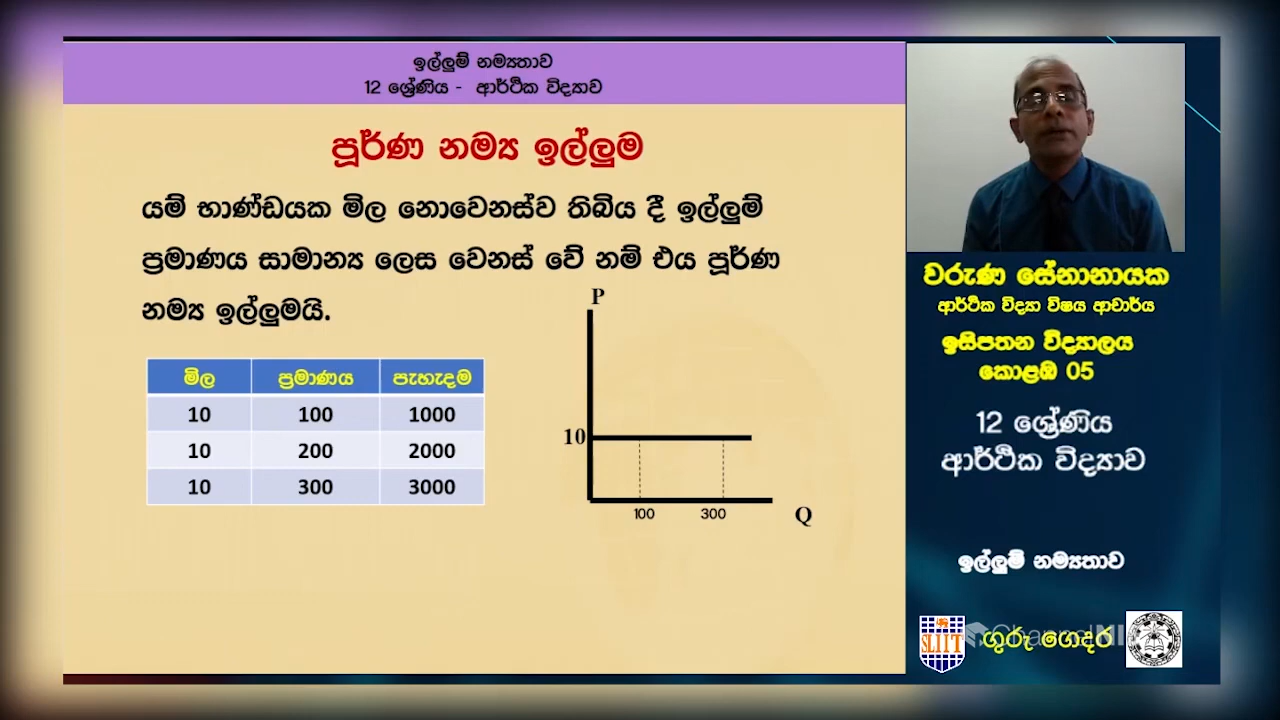 ඉල්ලුම් නම්‍යතාව
12 ශ්‍රේණිය - ආර්ථික විද්‍යාව
පූර්ණ නම්‍ය ඉල්ලුම
යම් භාණ්ඩයක මිල නොවෙනස්ව තිබිය දී ඉල්ලුම්
ප්‍රමාණය සාමාන්‍ය ලෙස වෙනස් වේ නම් එය පූර්ණ
නම්‍ය ඉල්ලුමයි.
මිල ප්‍රමාණය පැහැදම
10 100 1000
10 200 2000
10 300 3000
P
10
100 300
Q
වරුණ සේනානායක
ආර්ථික විද්‍යා විෂය ආචාර්ය
ඉසිපතන විද්‍යාලය
කොළඹ 05
12 ශ්‍රේණිය
ආර්ථික විද්‍යාව
ඉල්ලුම් නම්‍යතාව
SLIIT
ගුරු ගෙදර